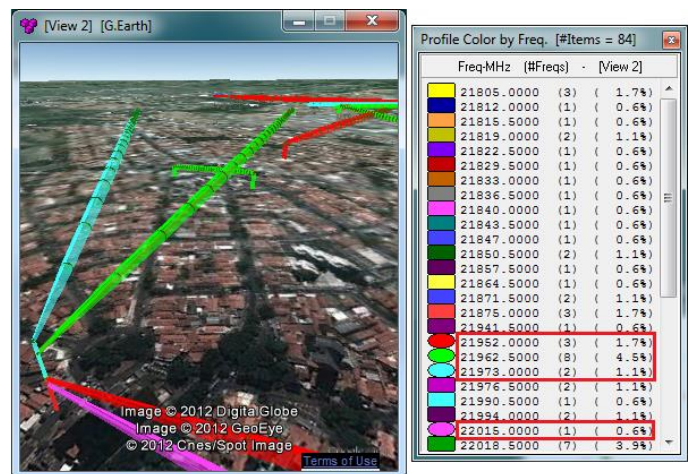 [View 2] [G.Earth]
Image © 2012 DigitalGlobe
Image © 2012 GeoEye
© 2012 Cnes/Spot Image
Terms of Use
Profile Color by Freq. [#Items = 84]
Freq-MHz (#Freqs) - [View 2]
21805.0000 (3) ( 1.7%)
21812.0000 (1) ( 0.6%)
21815.5000 (1) ( 0.6%)
21819.0000 (2) ( 1.1%)
21822.5000 (1) ( 0.6%)
21829.5000 (1) ( 0.6%)
21833.0000 (1) ( 0.6%)
21836.5000 (1) ( 0.6%)
21840.0000 (1) ( 0.6%)
21843.5000 (1) ( 0.6%)
21847.0000 (1) ( 0.6%)
21850.5000 (2) ( 1.1%)
21857.5000 (1) ( 0.6%)
21864.5000 (1) ( 0.6%)
21871.5000 (2) ( 1.1%)
21875.0000 (3) ( 1.7%)
21941.5000 (1) ( 0.6%)
21952.0000 (3) ( 1.7%)
21962.5000 (8) ( 4.5%)
21973.0000 (2) ( 1.1%)
21976.5000 (2) ( 1.1%)
21990.5000 (1) ( 0.6%)
21994.0000 (2) ( 1.1%)
22015.0000 (1) ( 0.6%)
22018.5000 (7) ( 3.9%)